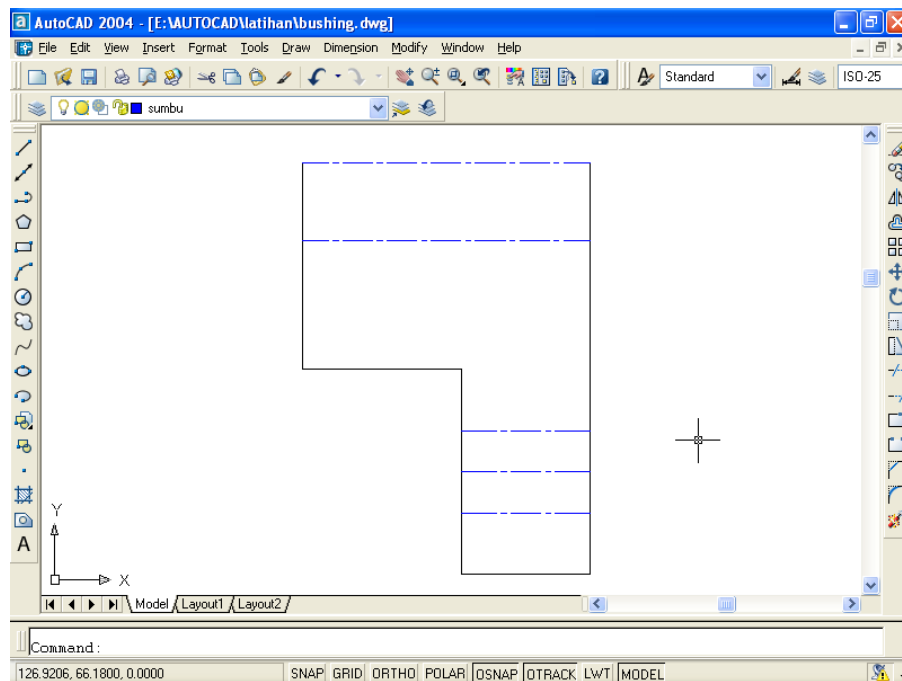 AutoCAD 2004 - [E:\AUTOCAD\latihan\bushing.dwg]
File Edit View Insert Format Tools Draw Dimension Modify Window Help
Standard ISO-25
sumbu
Y
X
Model Layout1 Layout2
Command:
126.9206, 66.1800, 0.0000 SNAP GRID ORTHO POLAR OSNAP OTRACK LWT MODEL